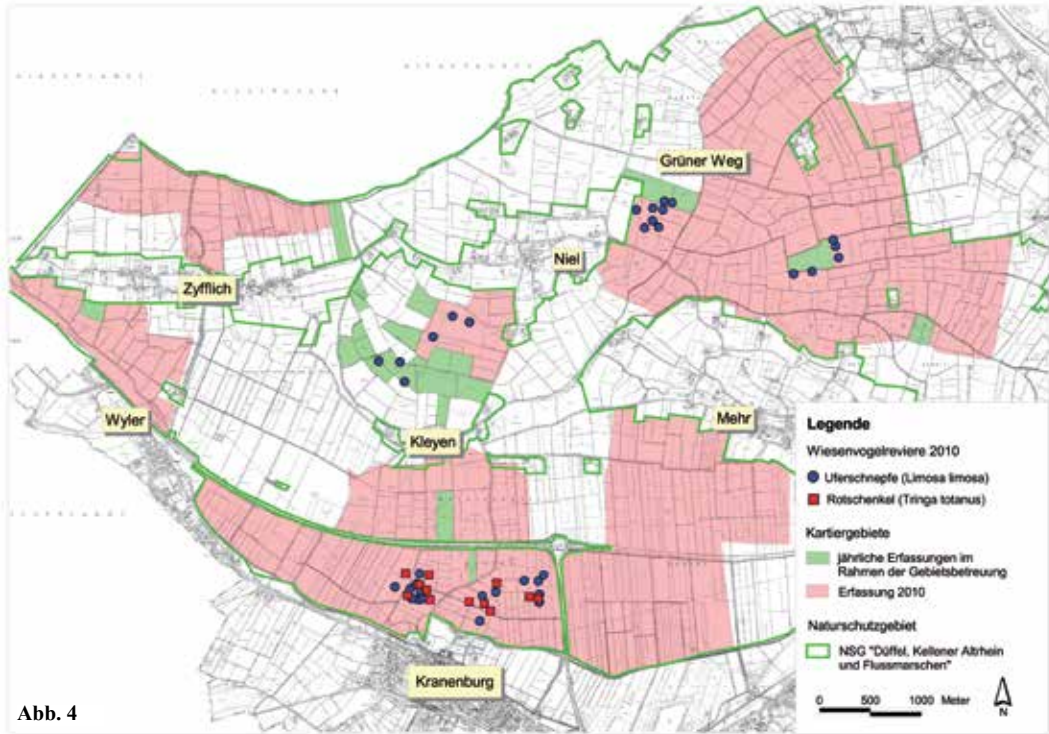 Grüner Weg
Niel
Zyfflich
Wyler
Kleyen
Mehr
Kranenburg
Legende
Wiesenvogelreviere 2010
Uferschnepfe (Limosa limosa)
Rotschenkel (Tringa totanus)
Kartiergebiete
jährliche Erfassungen im
Rahmen der Gebietsbetreuung
Erfassung 2010
Naturschutzgebiet
NSG "Düffel, Kellener Altrhein
und Flussmarschen"
0 500 1000 Meter
N
Abb. 4